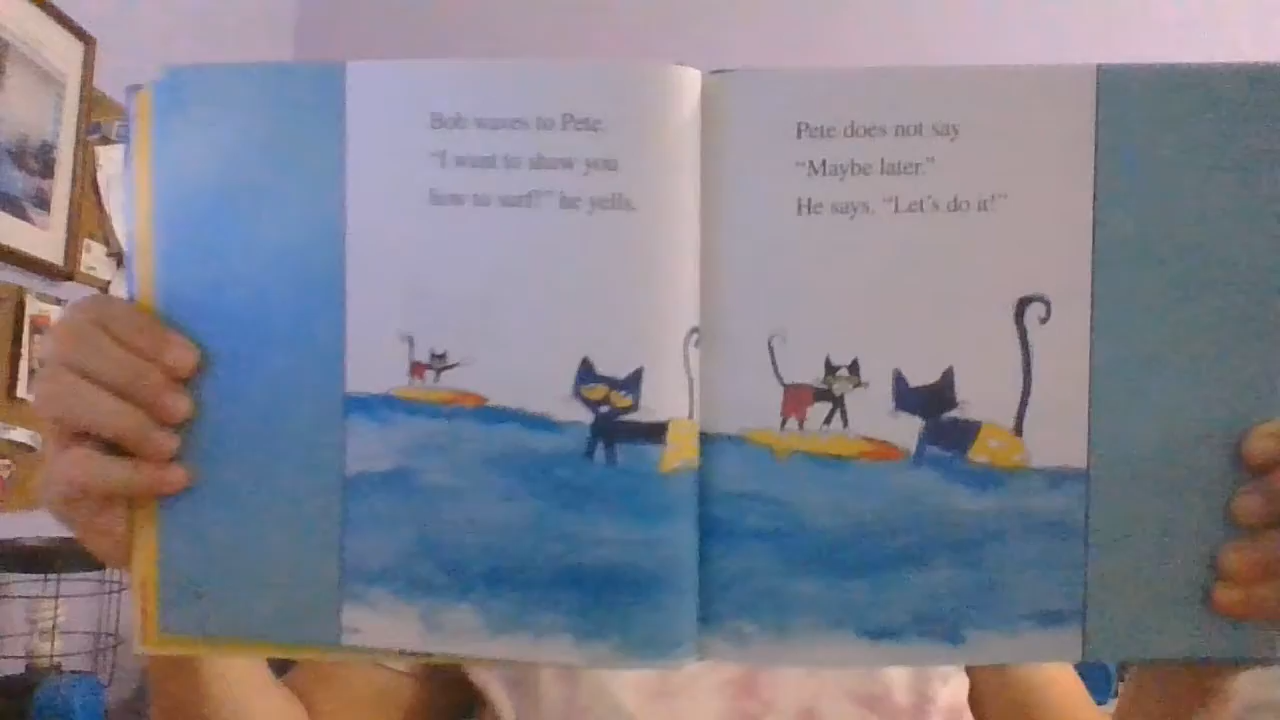 Bob waves to Pete.
"I want to show you
how to surf!" he yells.
Pete does not say
"Maybe later."
He says, "Let's do it!"